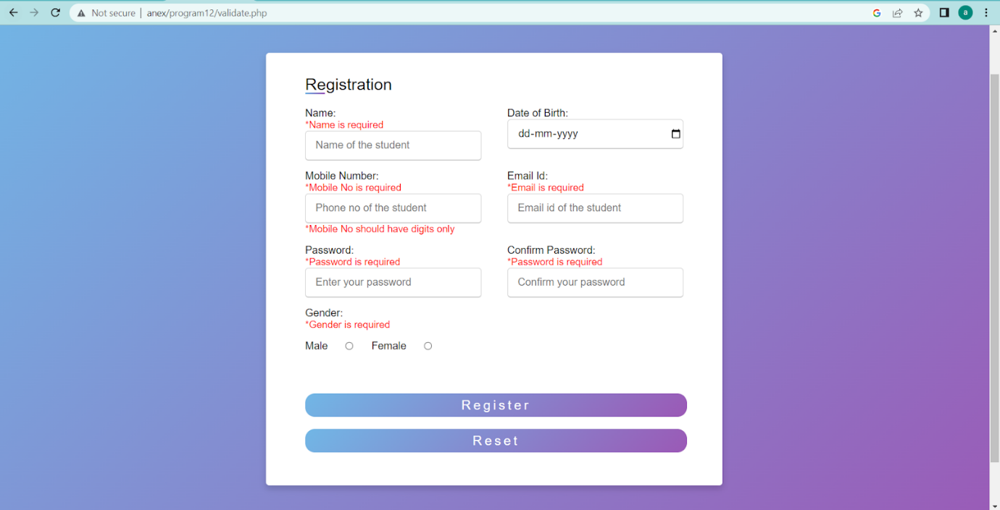 Not secure | anex/program12/validate.php
a
Registration
Name:
*Name is required
Name of the student
Date of Birth:
dd-mm-yyyy
Mobile Number:
*Mobile No is required
Phone no of the student
*Mobile No should have digits only
Email Id:
*Email is required
Email id of the student
Password:
*Password is required
Enter your password
Confirm Password:
*Password is required
Confirm your password
Gender:
*Gender is required
Male Female
Register
Reset